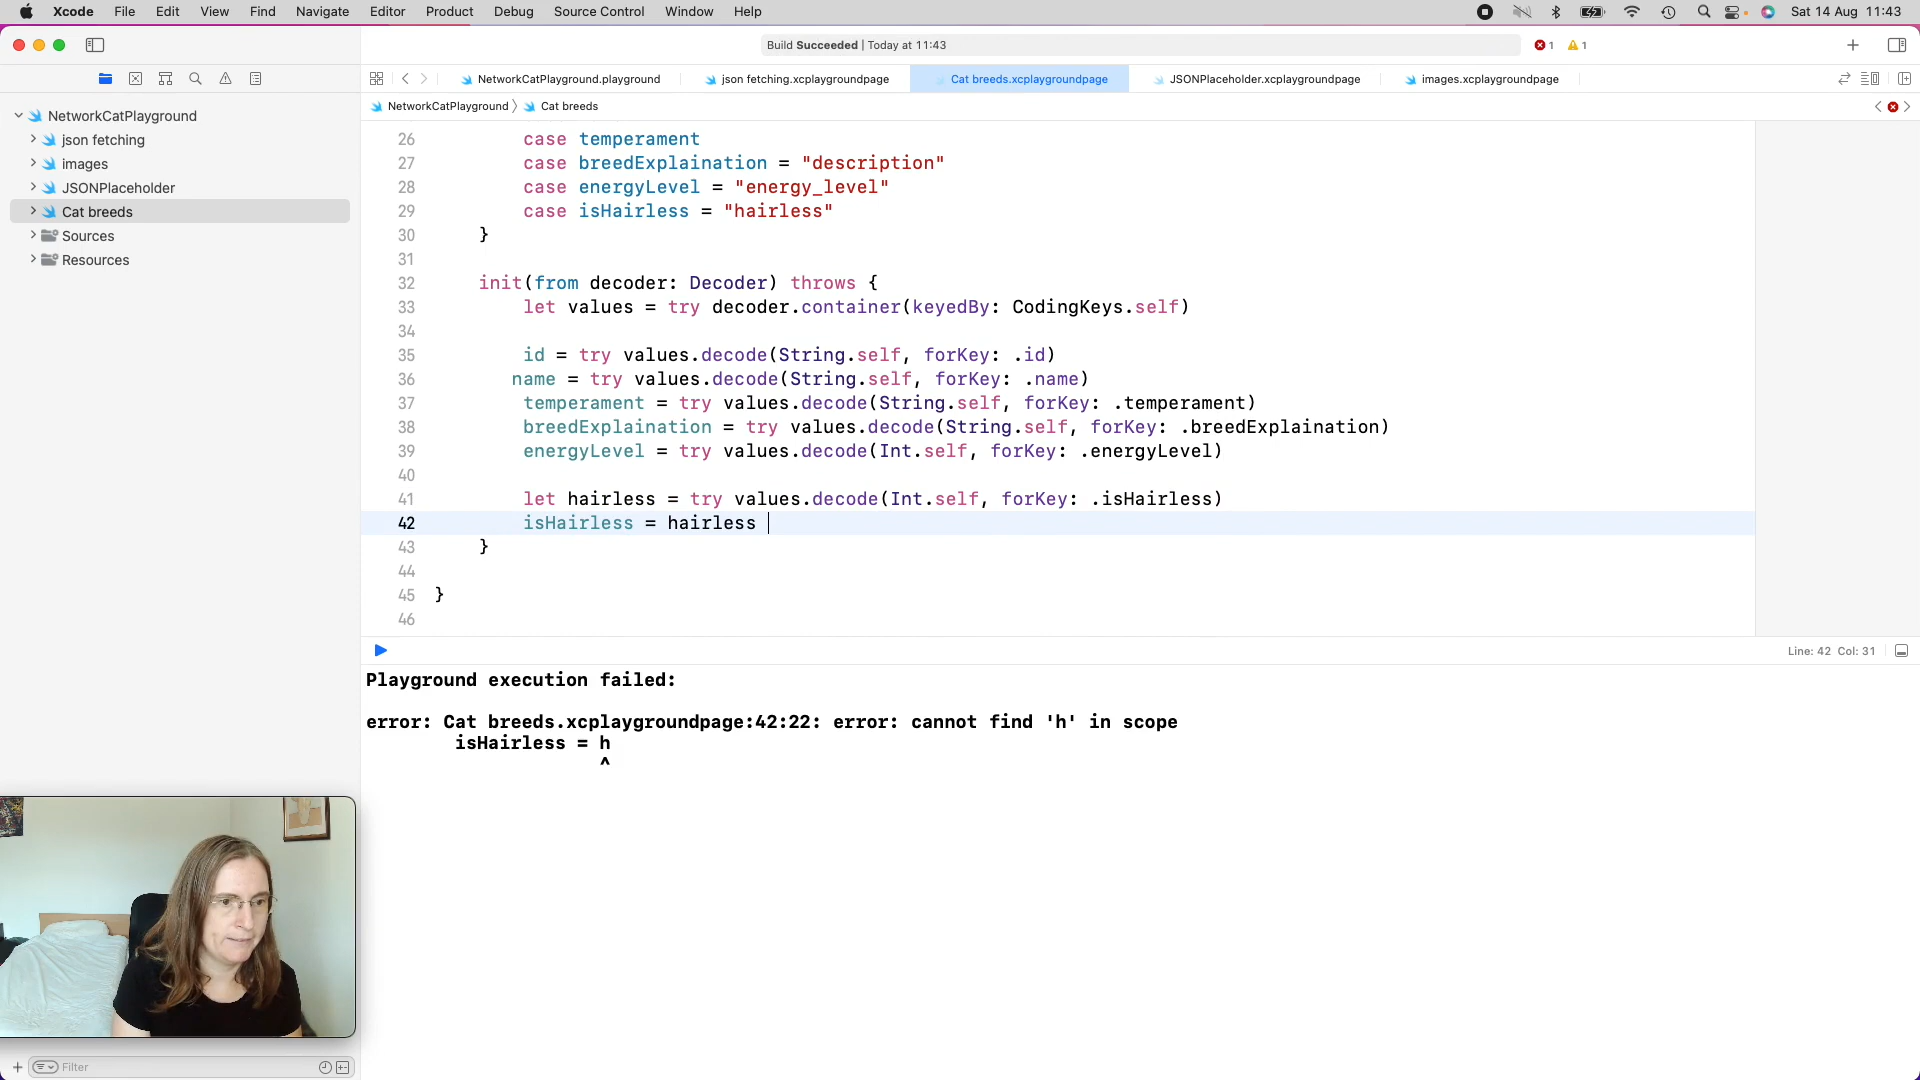 Xcode File Edit View Find Navigate Editor Product Debug Source Control Window Help Sat 14 Aug 11:43
Build Succeeded | Today at 11:43 1 1
NetworkCatPlayground.playground json fetching.xcplaygroundpage Cat breeds.xcplaygroundpage JSONPlaceholder.xcplaygroundpage images.xcplaygroundpage
NetworkCatPlayground Cat breeds
NetworkCatPlayground
json fetching
images
JSONPlaceholder
Cat breeds
Sources
Resources
26 case temperament
27 case breedExplaination = "description"
28 case energyLevel = "energy_level"
29 case isHairless = "hairless"
30 }
31
32 init(from decoder: Decoder) throws {
33 let values = try decoder.container(keyedBy: CodingKeys.self)
34
35 id = try values.decode(String.self, forKey: .id)
36 name = try values.decode(String.self, forKey: .name)
37 temperament = try values.decode(String.self, forKey: .temperament)
38 breedExplaination = try values.decode(String.self, forKey: .breedExplaination)
39 energyLevel = try values.decode(Int.self, forKey: .energyLevel)
40
41 let hairless = try values.decode(Int.self, forKey: .isHairless)
42 isHairless = hairless
43 }
44
45 }
46
Line: 42 Col: 31
Playground execution failed:
error: Cat breeds.xcplaygroundpage:42:22: error: cannot find 'h' in scope
isHairless = h
^
Filter